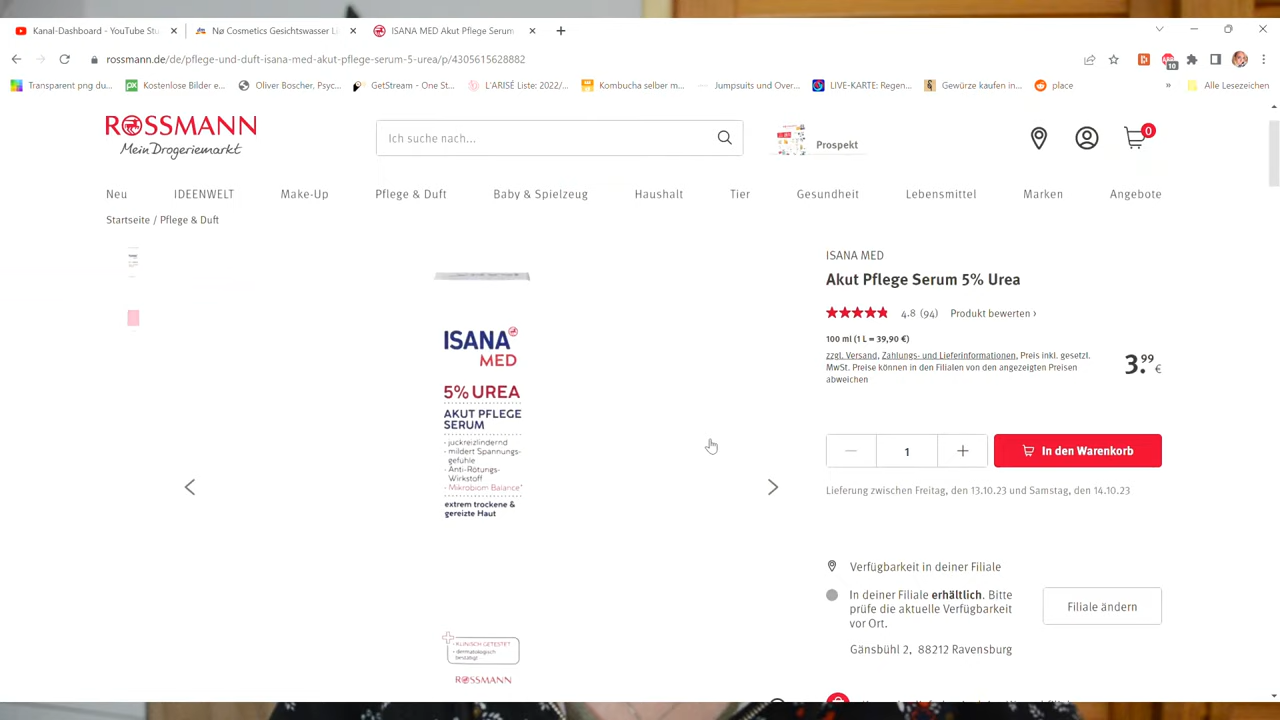 Kanal-Dashboard - YouTube Stu
Nø Cosmetics Gesichtswasser Li
ISANA MED Akut Pflege Serum
rossmann.de/de/pflege-und-duft-isana-med-akut-pflege-serum-5-urea/p/4305615628882
10
Transparent png du...
Kostenlose Bilder e...
Oliver Boscher, Psyc...
GetStream - One St...
L'ARISÉ Liste: 2022/...
Kombucha selber m...
Jumpsuits und Over...
LIVE-KARTE: Regen...
Gewürze kaufen in...
place
»
Alle Lesezeichen
ROSSMANN
Mein Drogeriemarkt
Ich suche nach...
Prospekt
0
Neu
IDEENWELT
Make-Up
Pflege & Duft
Baby & Spielzeug
Haushalt
Tier
Gesundheit
Lebensmittel
Marken
Angebote
Startseite / Pflege & Duft
ISANA
MED
5% UREA
AKUT PFLEGE
SERUM
- juckreizlindernd
- mildert Spannungs-
gefühle
- Anti-Rötungs-
Wirkstoff
- Mikrobiom Balance*
extrem trockene &
gereizte Haut
- KLINISCH GETESTET
- dermatologisch
bestätigt
ROSSMANN
ISANA MED
Akut Pflege Serum 5% Urea
4.8 (94) Produkt bewerten ›
100 ml (1 L = 39,90 €)
zzgl. Versand, Zahlungs- und Lieferinformationen, Preis inkl. gesetzl.
MwSt. Preise können in den Filialen von den angezeigten Preisen
abweichen
3.99 €
1
In den Warenkorb
Lieferung zwischen Freitag, den 13.10.23 und Samstag, den 14.10.23
Verfügbarkeit in deiner Filiale
In deiner Filiale erhältlich. Bitte
prüfe die aktuelle Verfügbarkeit
vor Ort.
Filiale ändern
Gänsbühl 2, 88212 Ravensburg